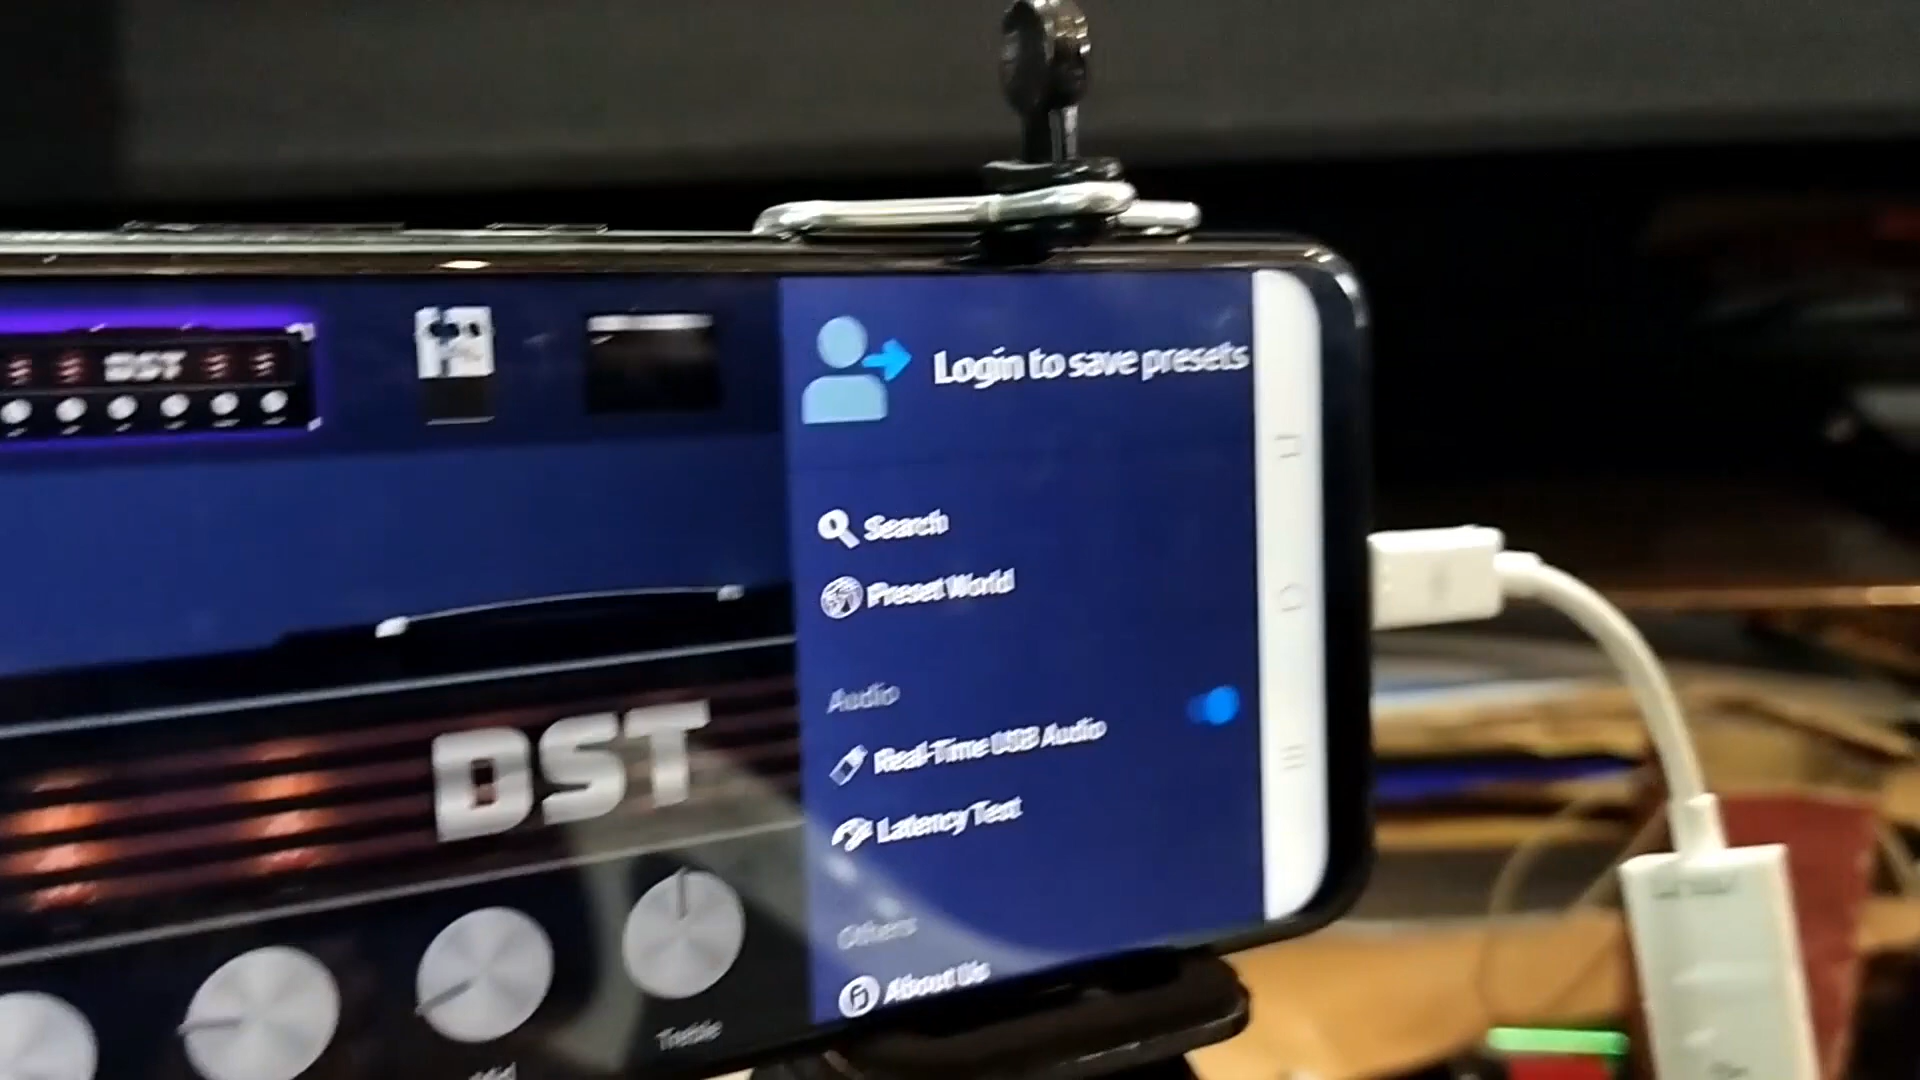 DST
Login to save presets
Search
Preset World
Audio
Real-Time USB Audio
Latency Test
Others
About Us
DST
Mid
Treble